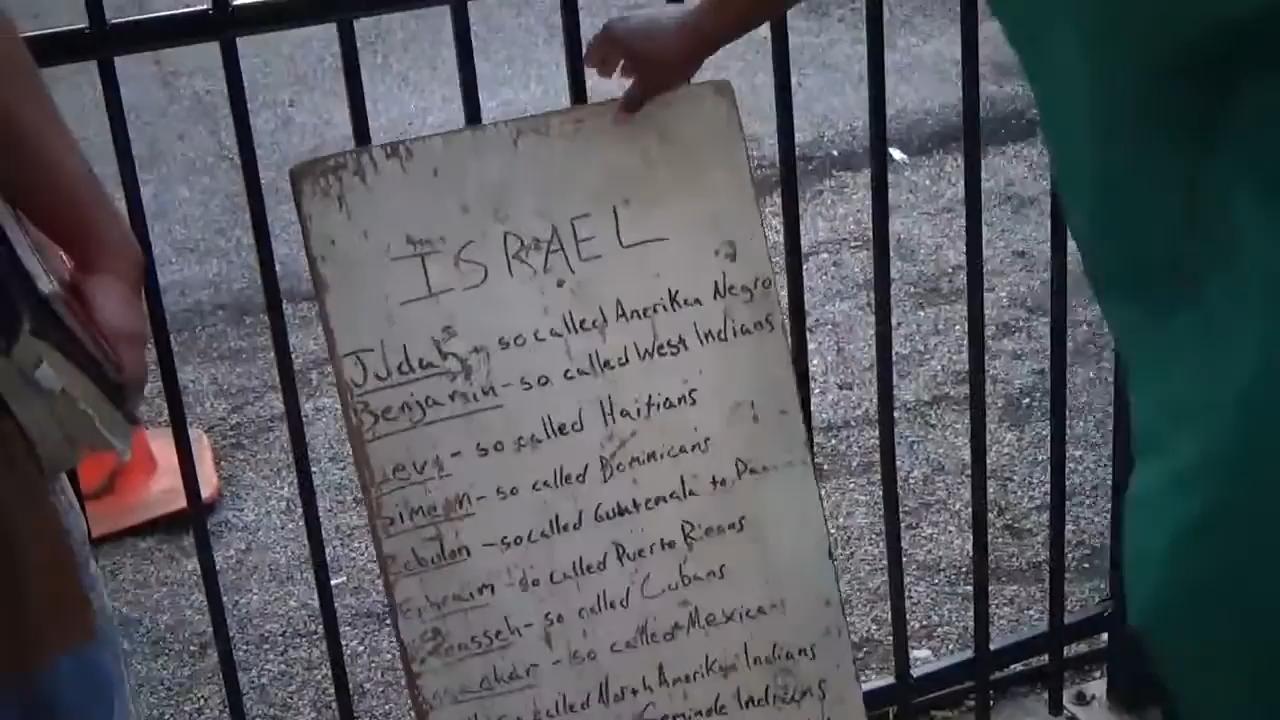 ISRAEL
Judah - so called Amerikan Negro
Benjamin - so called West Indians
Levi - so called Haitians
Simeon - so called Dominicans
Zebulon - so called Guatemala to
Ephraim - so called Puerto Ricans
Manasseh - so called Cubans
so called Mexicans
so called North Amerikan Indians
Seminole Indians